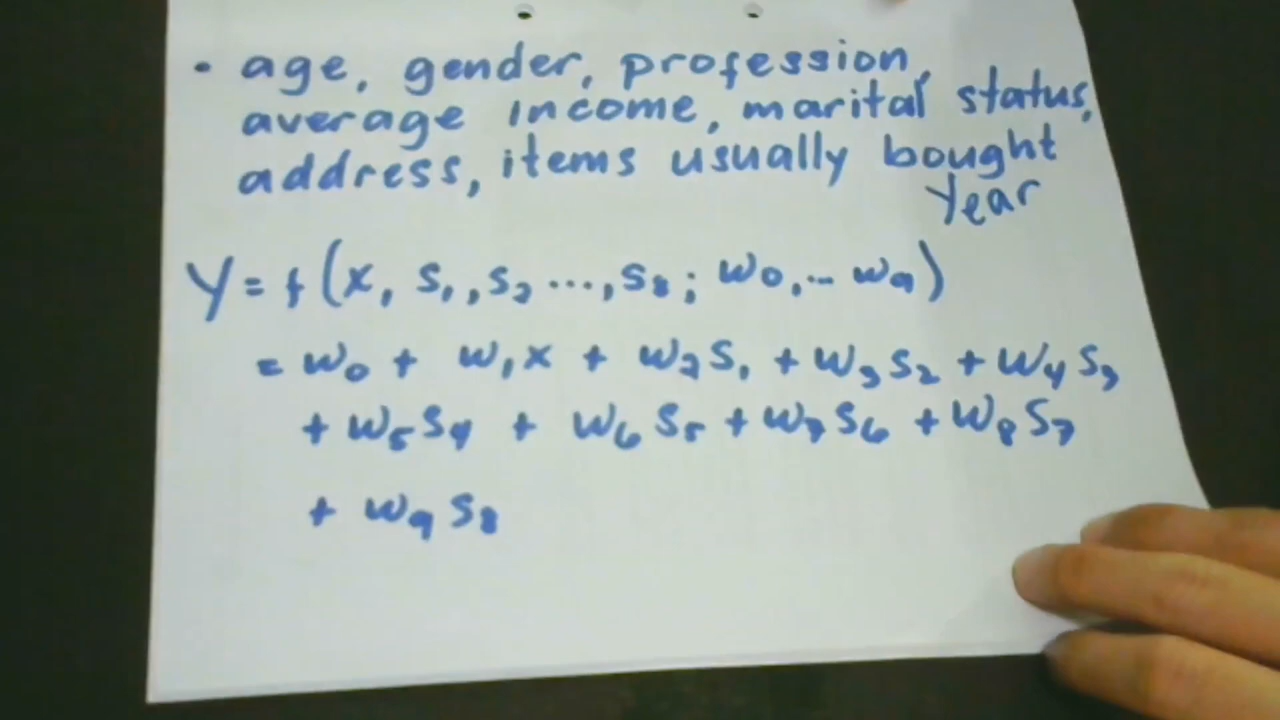 • age, gender, profession,
average income, marital status,
address, items usually bought
Year
Y = f(x, s₁, s₂ ..., s₈; w₀,... w₉)
= w₀ + w₁x + w₂s₁ + w₃s₂ + w₄s₃
+ w₅s₄ + w₆s₅ + w₇s₆ + w₈s₇
+ w₉s₈